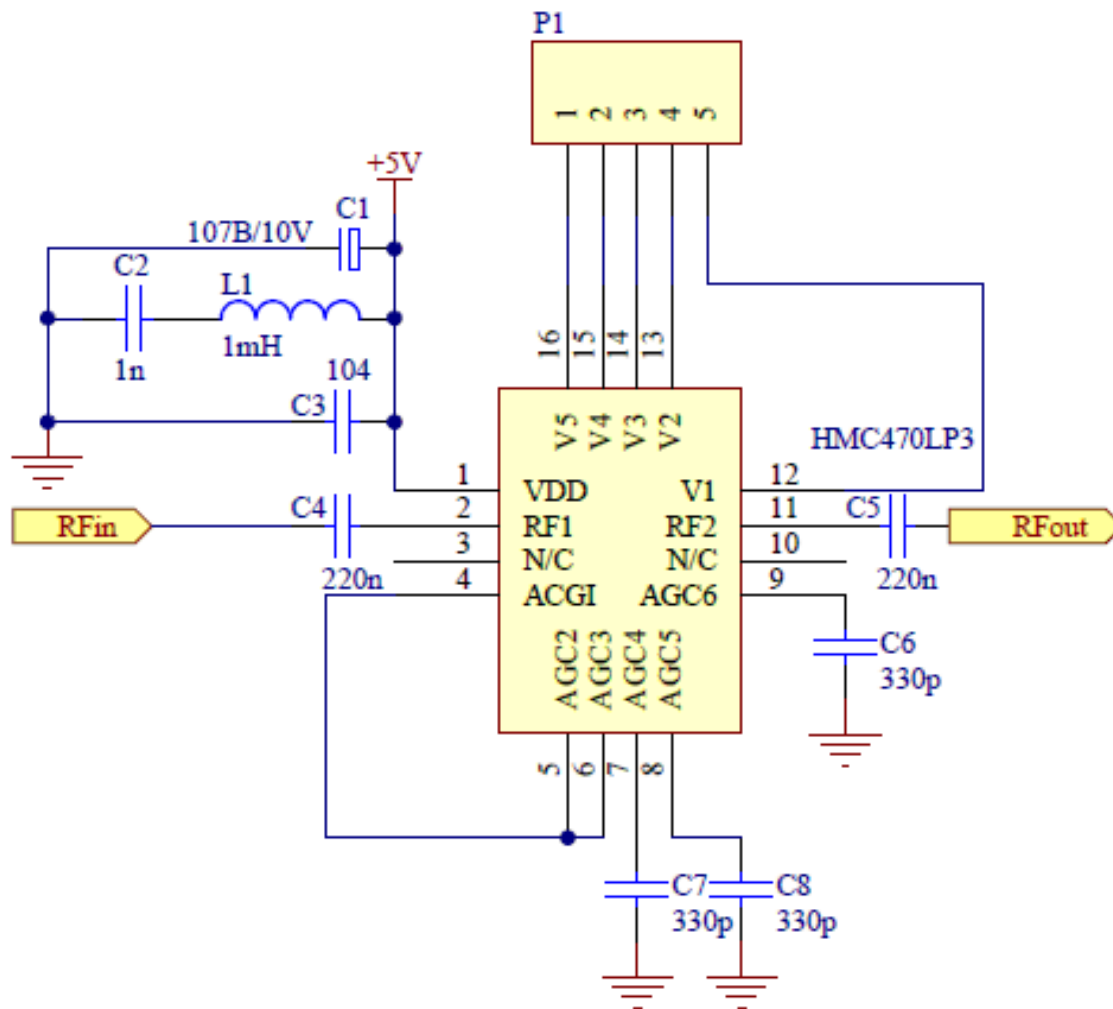 P1
1 2 3 4 5
+5V
C1
107B/10V
C2
L1
1mH
1n
104
C3
16 15 14 13
V5 V4 V3 V2
HMC470LP3
1 VDD V1 12
RFin C4 2 RF1 RF2 11 C5 RFout
3 N/C N/C 10
220n 220n
4 ACGI AGC6 9
C6
330p
AGC2 AGC3 AGC4 AGC5
5 6 7 8
C7 C8
330p 330p